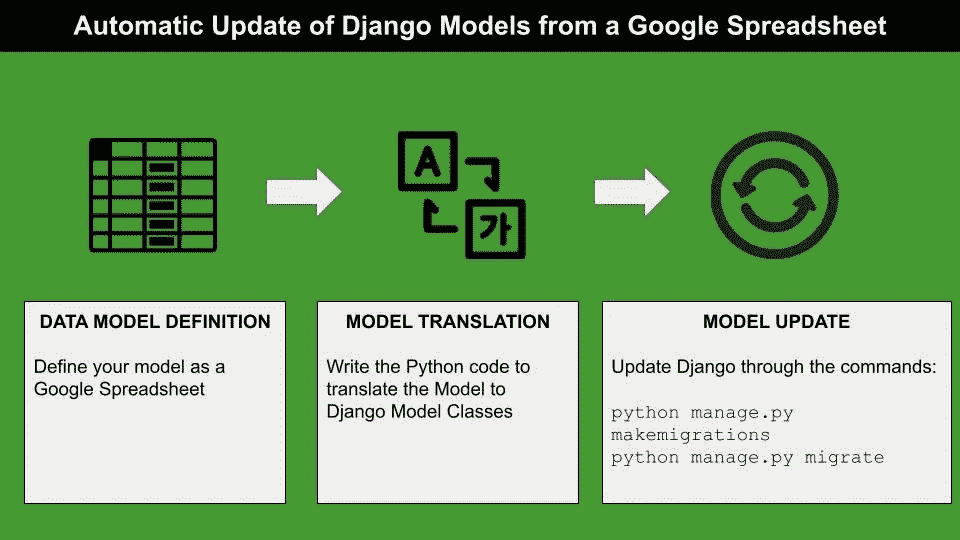 Automatic Update of Django Models from a Google Spreadsheet
A
가
DATA MODEL DEFINITION
Define your model as a
Google Spreadsheet
MODEL TRANSLATION
Write the Python code to
translate the Model to
Django Model Classes
MODEL UPDATE
Update Django through the commands:
python manage.py
makemigrations
python manage.py migrate